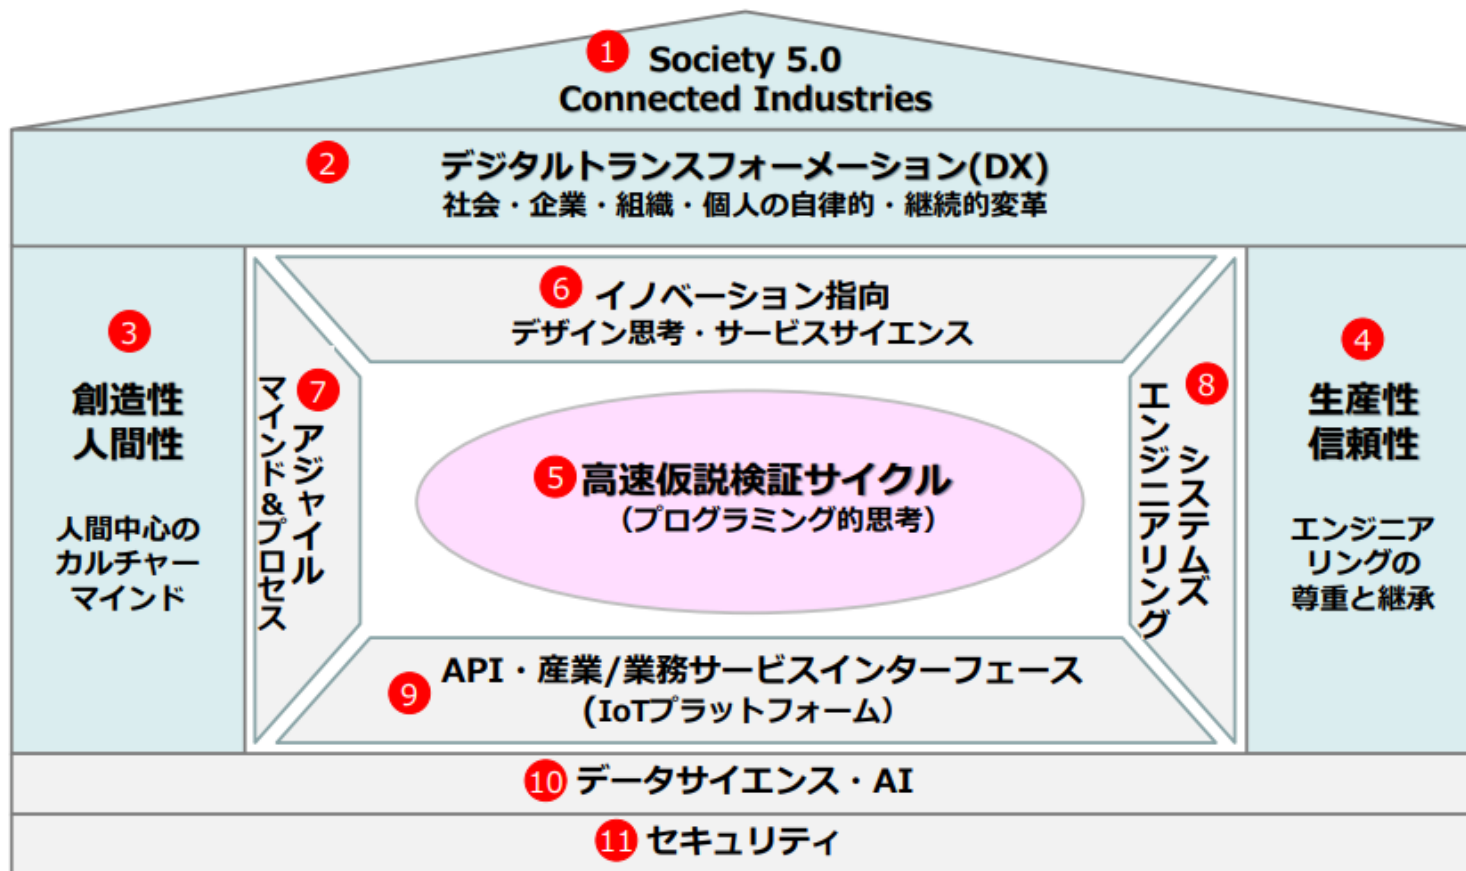 1 Society 5.0
Connected Industries
2 デジタルトランスフォーメーション(DX)
社会・企業・組織・個人の自律的・継続的変革
3
創造性
人間性
人間中心の
カルチャー
マインド
6 イノベーション指向
デザイン思考・サービスサイエンス
7
アジャイル
マインド&プロセス
5 高速仮説検証サイクル
（プログラミング的思考）
8
システムズ
エンジニアリング
4
生産性
信頼性
エンジニア
リングの
尊重と継承
9 API・産業/業務サービスインターフェース
(IoTプラットフォーム）
10 データサイエンス・AI
11 セキュリティ